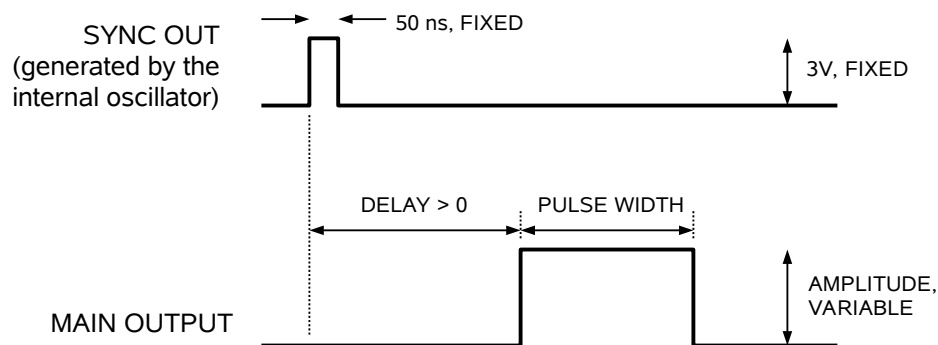 50 ns, FIXED
SYNC OUT
(generated by the
internal oscillator)
3V, FIXED
DELAY > 0
PULSE WIDTH
AMPLITUDE,
VARIABLE
MAIN OUTPUT